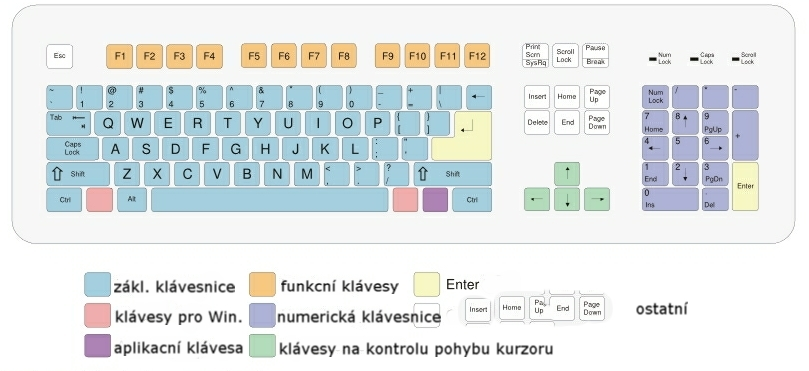 Esc F1 F2 F3 F4 F5 F6 F7 F8 F9 F10 F11 F12 Print Scrn SysRq Scroll Lock Pause Break Num Lock Caps Lock Scroll Lock
~ ` ! 1 @ 2 # 3 $ 4 % 5 ^ 6 & 7 * 8 ( 9 ) 0 _ - + = | \ ← Insert Home Page Up Num Lock / * -
Tab Q W E R T Y U I O P { [ } ] Delete End Page Down 7 Home 8 ↑ 9 PgUp +
Caps Lock A S D F G H J K L : ; " ' 4 ← 5 6 →
⇧ Shift Z X C V B N M < , > . ? / ⇧ Shift ↑ 1 End 2 ↓ 3 PgDn Enter
Ctrl Alt Ctrl ← ↓ → 0 Ins . Del
zákl. klávesnice funkcní klávesy Enter
klávesy pro Win. numerická klávesnice Insert Home Page Up End Page Down ostatní
aplikacní klávesa klávesy na kontrolu pohybu kurzoru